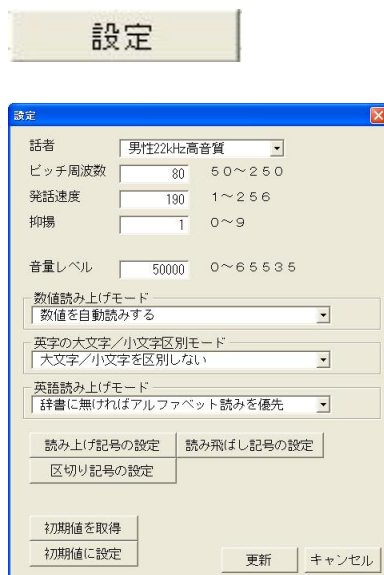 設定
設定
話者 男性22kHz高音質
ピッチ周波数 80 50～250
発話速度 190 1～256
抑揚 1 0～9
音量レベル 50000 0～65535
数値読み上げモード
数値を自動読みする
英字の大文字／小文字区別モード
大文字／小文字を区別しない
英語読み上げモード
辞書に無ければアルファベット読みを優先
読み上げ記号の設定 読み飛ばし記号の設定
区切り記号の設定
初期値を取得
初期値に設定
更新 キャンセル